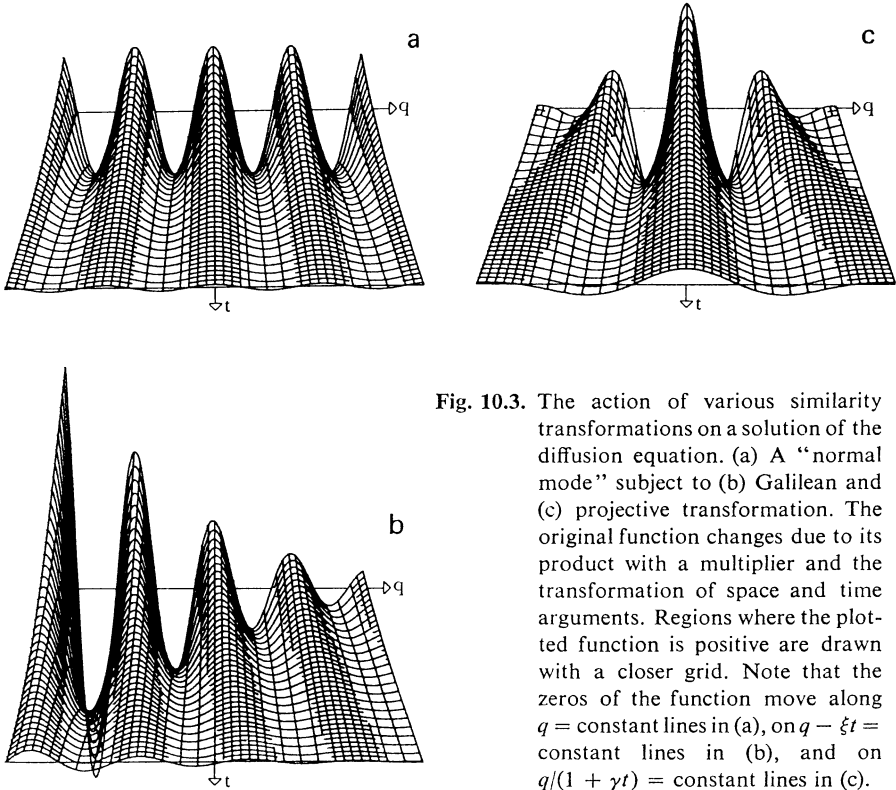 a
q
t
c
q
t
b
q
t
Fig. 10.3. The action of various similarity
transformations on a solution of the
diffusion equation. (a) A “normal
mode” subject to (b) Galilean and
(c) projective transformation. The
original function changes due to its
product with a multiplier and the
transformation of space and time
arguments. Regions where the plot-
ted function is positive are drawn
with a closer grid. Note that the
zeros of the function move along
q = constant lines in (a), on q − ξt =
constant lines in (b), and on
q/(1 + γt) = constant lines in (c).